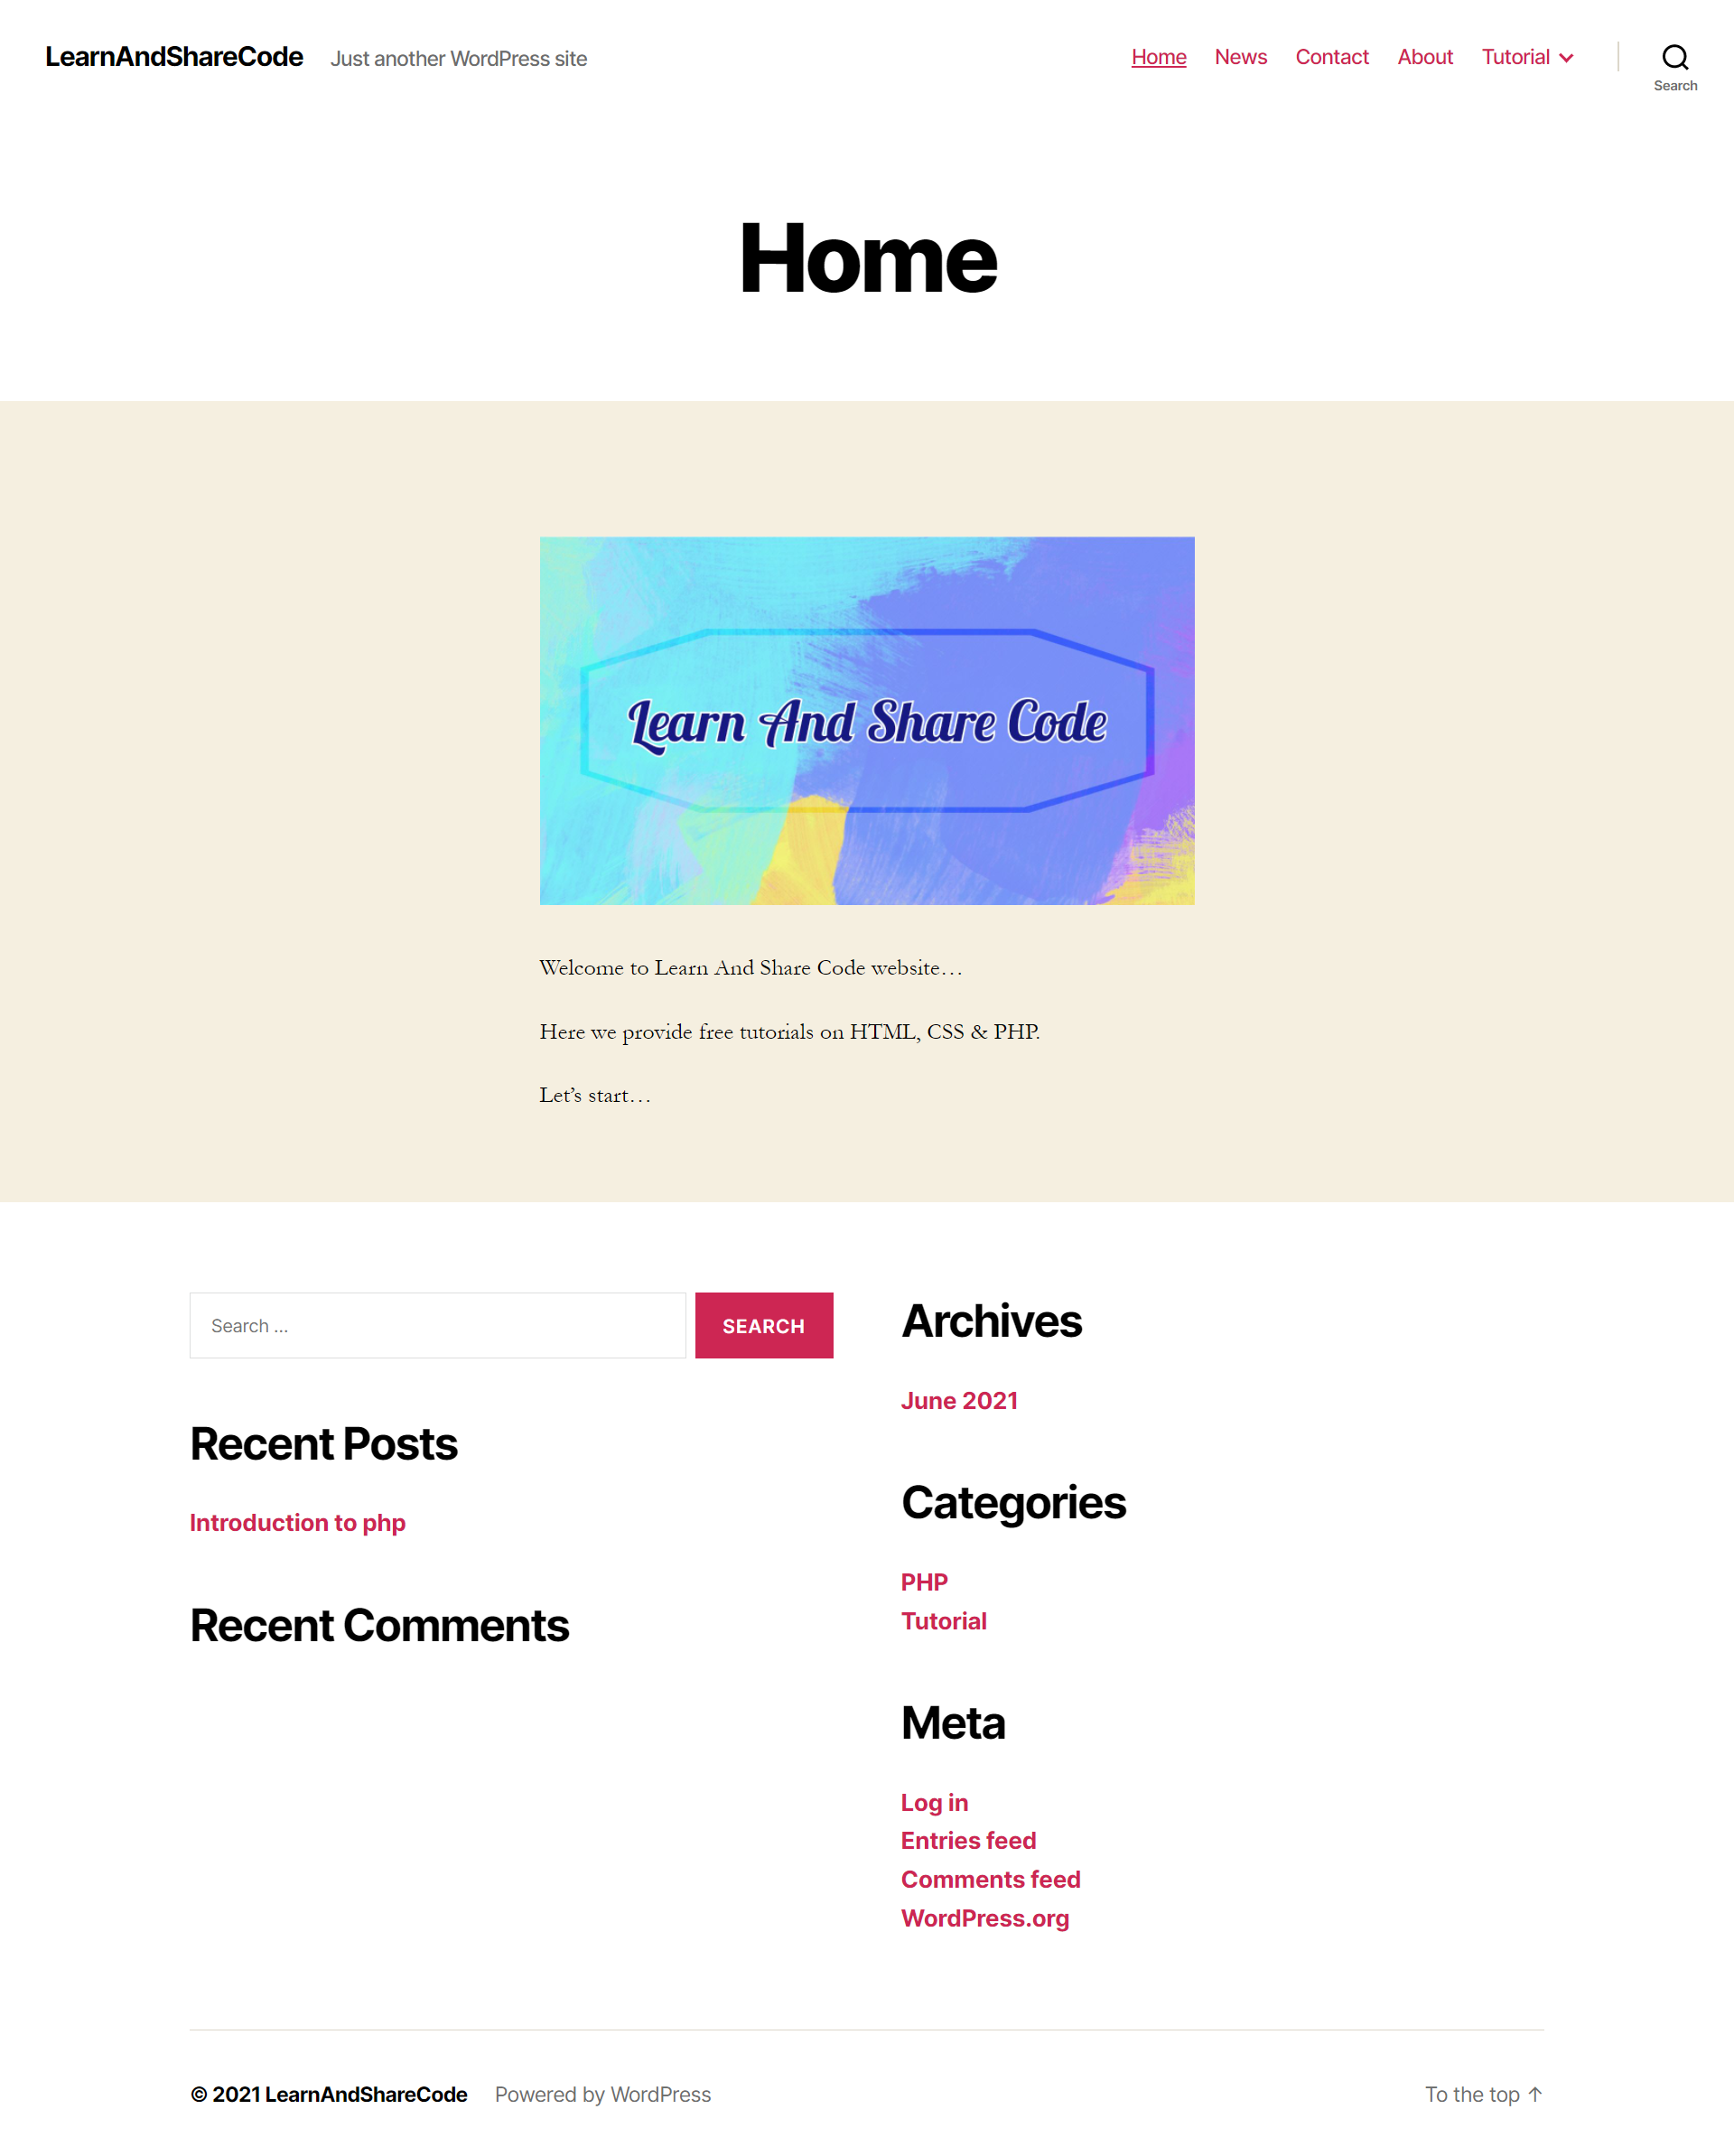 LearnAndShareCode Just another WordPress site Home News Contact About Tutorial
Search
Home
Learn And Share Code
Welcome to Learn And Share Code website…
Here we provide free tutorials on HTML, CSS & PHP.
Let’s start…
Search …
SEARCH
Recent Posts
Introduction to php
Recent Comments
Archives
June 2021
Categories
PHP
Tutorial
Meta
Log in
Entries feed
Comments feed
WordPress.org
© 2021 LearnAndShareCode Powered by WordPress To the top ↑